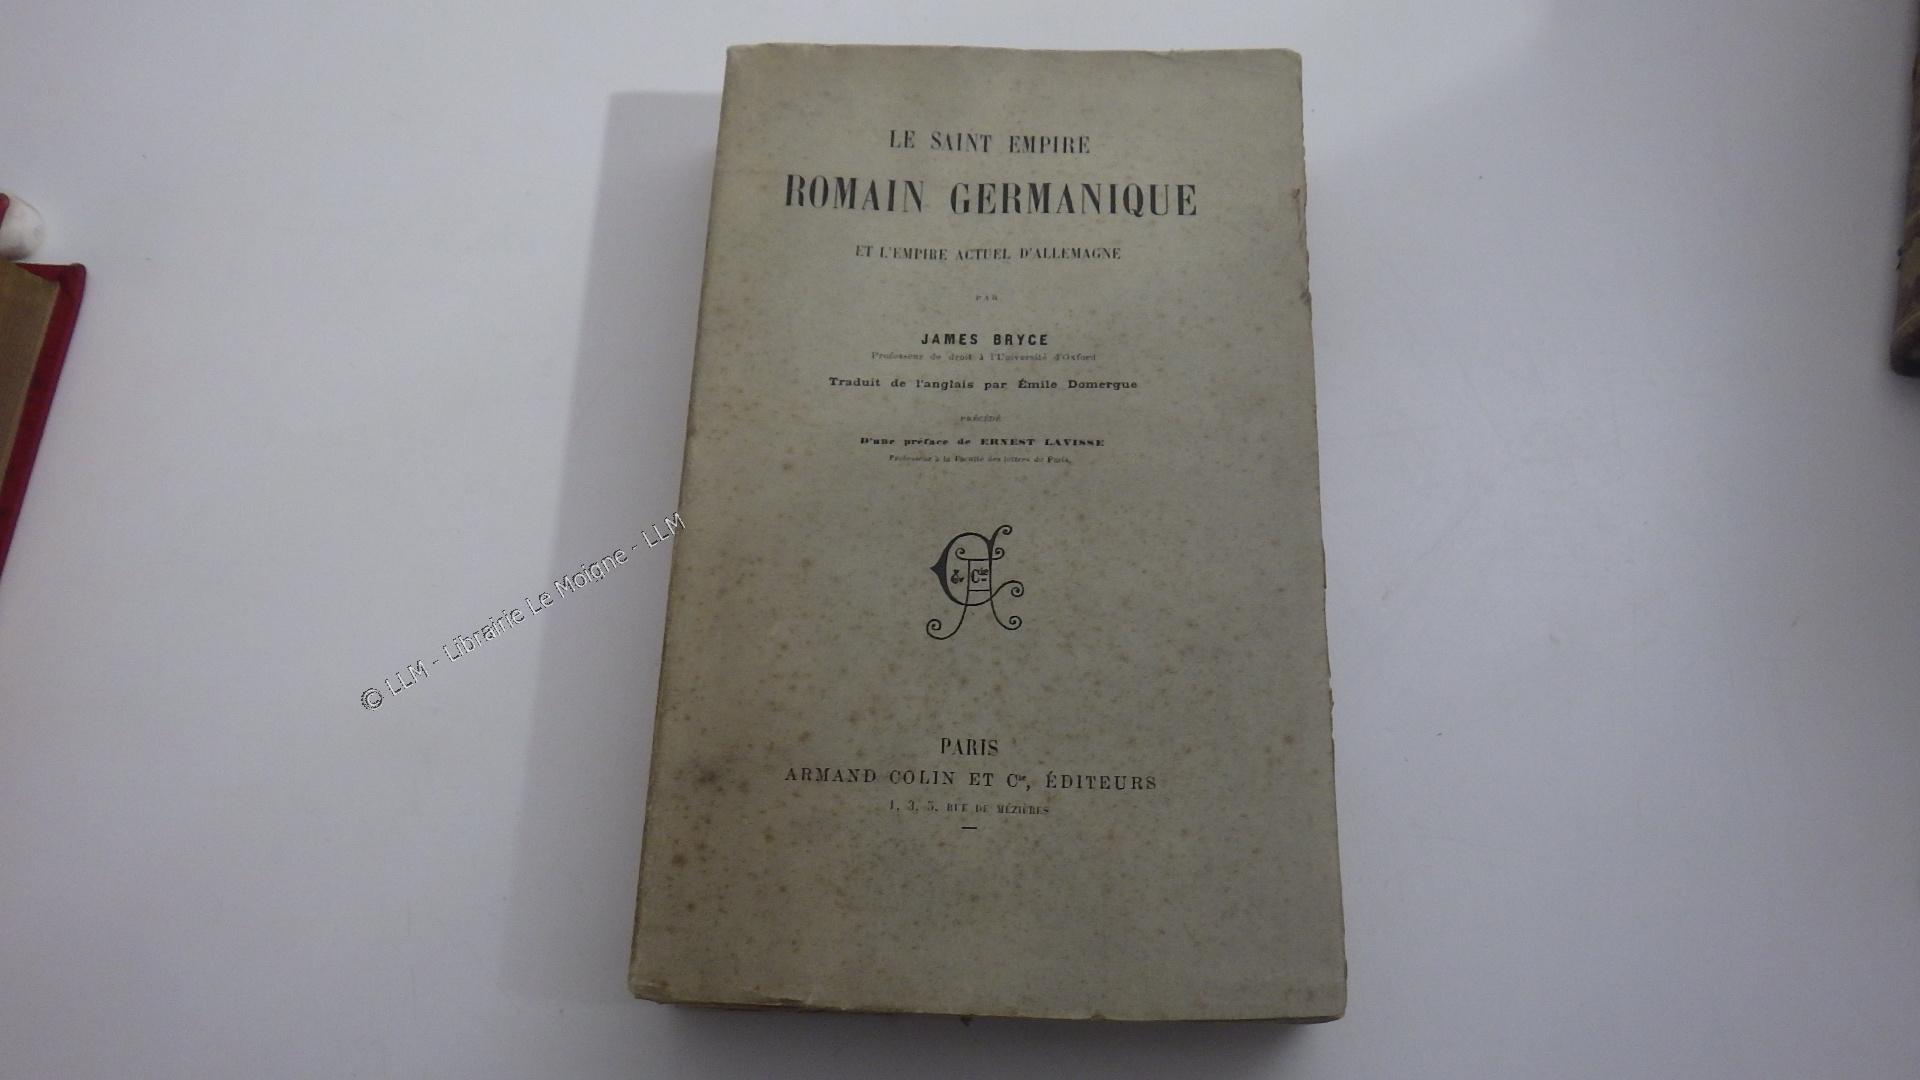 LE SAINT EMPIRE
ROMAIN GERMANIQUE
ET L'EMPIRE ACTUEL D'ALLEMAGNE
PAR
JAMES BRYCE
Professeur de droit à l'Université d'Oxford
Traduit de l'anglais par Émile Domergue
PRÉCÉDÉ
D'une préface de ERNEST LAVISSE
Professeur à la Faculté des lettres de Paris.
& Cie
PARIS
ARMAND COLIN ET Cie, ÉDITEURS
1, 3, 5, RUE DE MÉZIÈRES
© LLM - Librairie Le Moigne - LLM